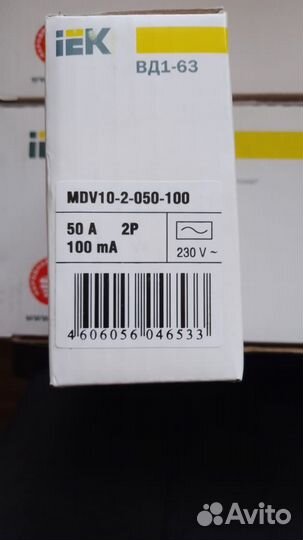 iEK
ВД1-63
MDV10-2-050-100
50 A 2P
100 mA
230 V ~
4 606056 046533
Avito